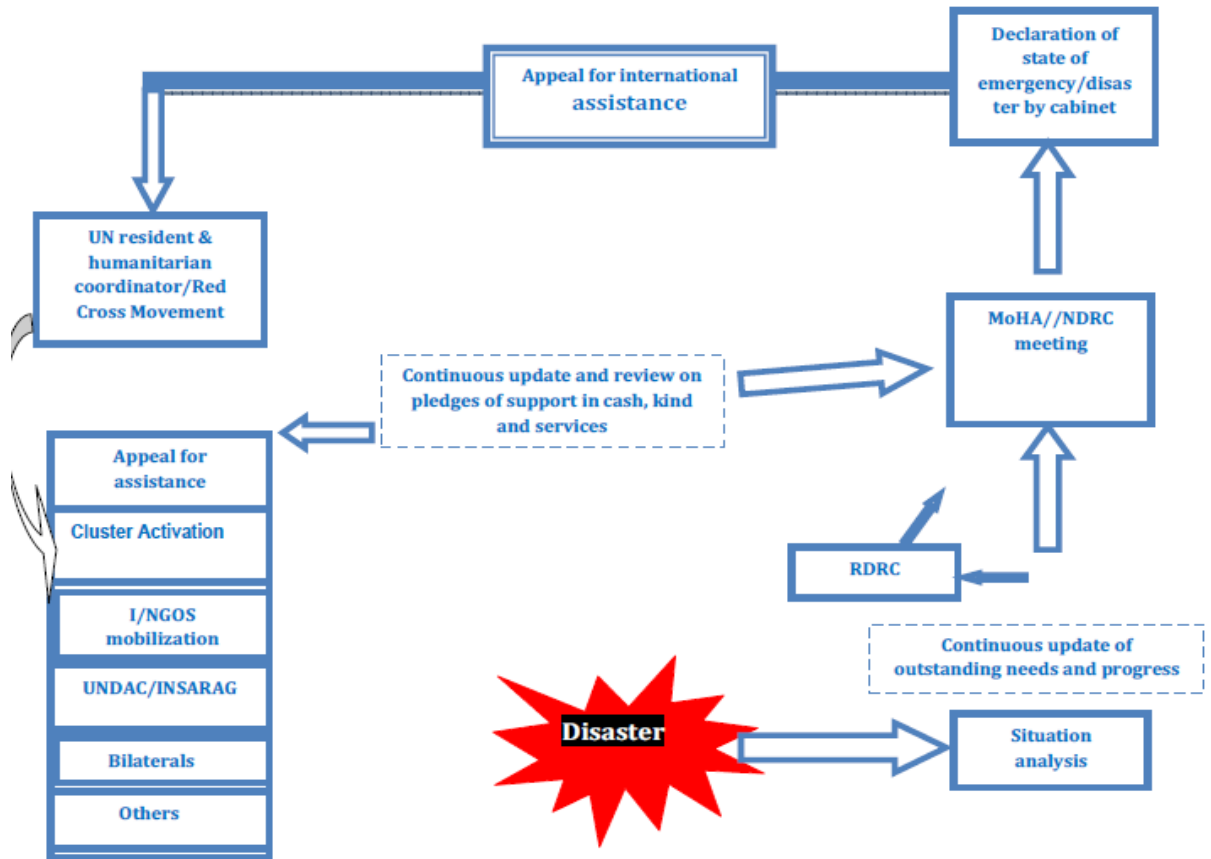 Appeal for international
assistance
Declaration of
state of
emergency/disas
ter by cabinet
UN resident &
humanitarian
coordinator/Red
Cross Movement
MoHA//NDRC
meeting
Continuous update and review on
pledges of support in cash, kind
and services
Appeal for
assistance
Cluster Activation
I/NGOS
mobilization
UNDAC/INSARAG
Bilaterals
Others
RDRC
Continuous update of
outstanding needs and progress
Disaster
Situation
analysis